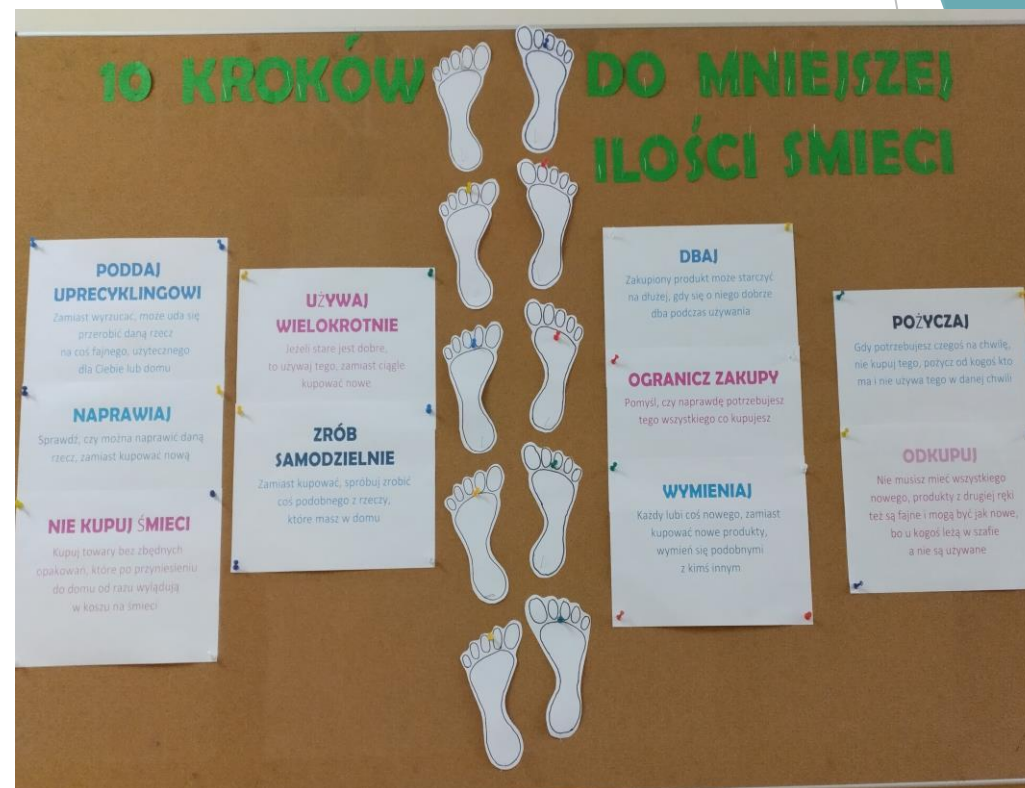 10 KROKÓW DO MNIEJSZEJ
ILOŚCI SMIECI
PODDAJ
UPRECYKLINGOWI
Zamiast wyrzucać, może uda się
przerobić daną rzecz
na coś fajnego, użytecznego
dla Ciebie lub domu
NAPRAWIAJ
Sprawdź, czy można naprawić daną
rzecz, zamiast kupować nową
NIE KUPUJ ŚMIECI
Kupuj towary bez zbędnych
opakowań, które po przyniesieniu
do domu od razu wylądują
w koszu na śmieci
UŻYWAJ
WIELOKROTNIE
Jeżeli stare jest dobre,
to używaj tego, zamiast ciągle
kupować nowe
ZRÓB
SAMODZIELNIE
Zamiast kupować, spróbuj zrobić
coś podobnego z rzeczy,
które masz w domu
DBAJ
Zakupiony produkt może starczyć
na dłużej, gdy się o niego dobrze
dba podczas używania
OGRANICZ ZAKUPY
Pomyśl, czy naprawdę potrzebujesz
tego wszystkiego co kupujesz
WYMIENIAJ
Każdy lubi coś nowego, zamiast
kupować nowe produkty,
wymień się podobnymi
z kimś innym
POŻYCZAJ
Gdy potrzebujesz czegoś na chwilę,
nie kupuj tego, pożycz od kogoś kto
ma i nie używa tego w danej chwili
ODKUPUJ
Nie musisz mieć wszystkiego
nowego, produkty z drugiej ręki
też są fajne i mogą być jak nowe,
bo u kogoś leżą w szafie
a nie są używane